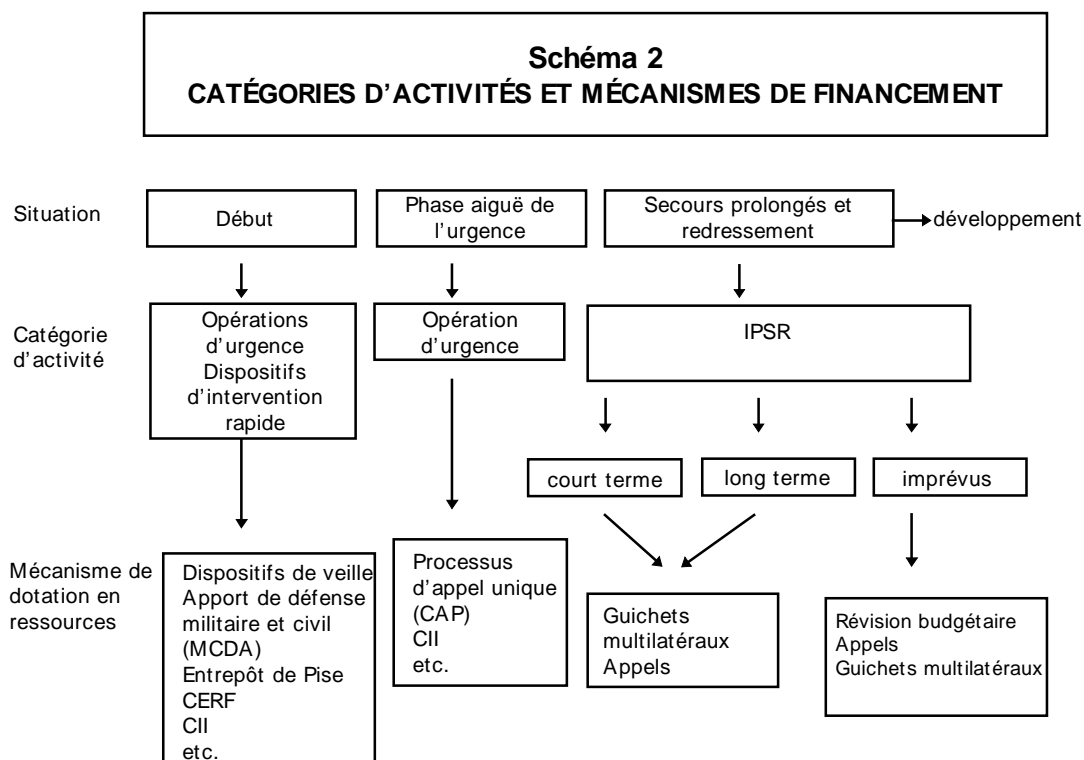 Schéma 2
CATÉGORIES D'ACTIVITÉS ET MÉCANISMES DE FINANCEMENT
Situation
Début
Phase aiguë de
l'urgence
Secours prolongés et
redressement
développement
Catégorie
d'activité
Opérations
d'urgence
Dispositifs
d'intervention
rapide
Opération
d'urgence
IPSR
court terme
long terme
imprévus
Mécanisme de
dotation en
ressources
Dispositifs de veille
Apport de défense
militaire et civil
(MCDA)
Entrepôt de Pise
CERF
CII
etc.
Processus
d'appel unique
(CAP)
CII
etc.
Guichets
multilatéraux
Appels
Révision budgétaire
Appels
Guichets multilatéraux